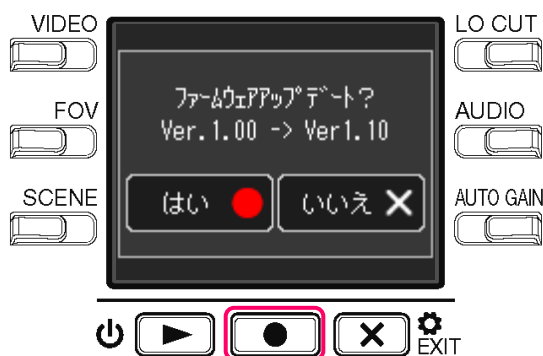 VIDEO
LO CUT
FOV
AUDIO
SCENE
AUTO GAIN
ファームウェアアップデート?
Ver.1.00 -> Ver1.10
はい
いいえ
EXIT